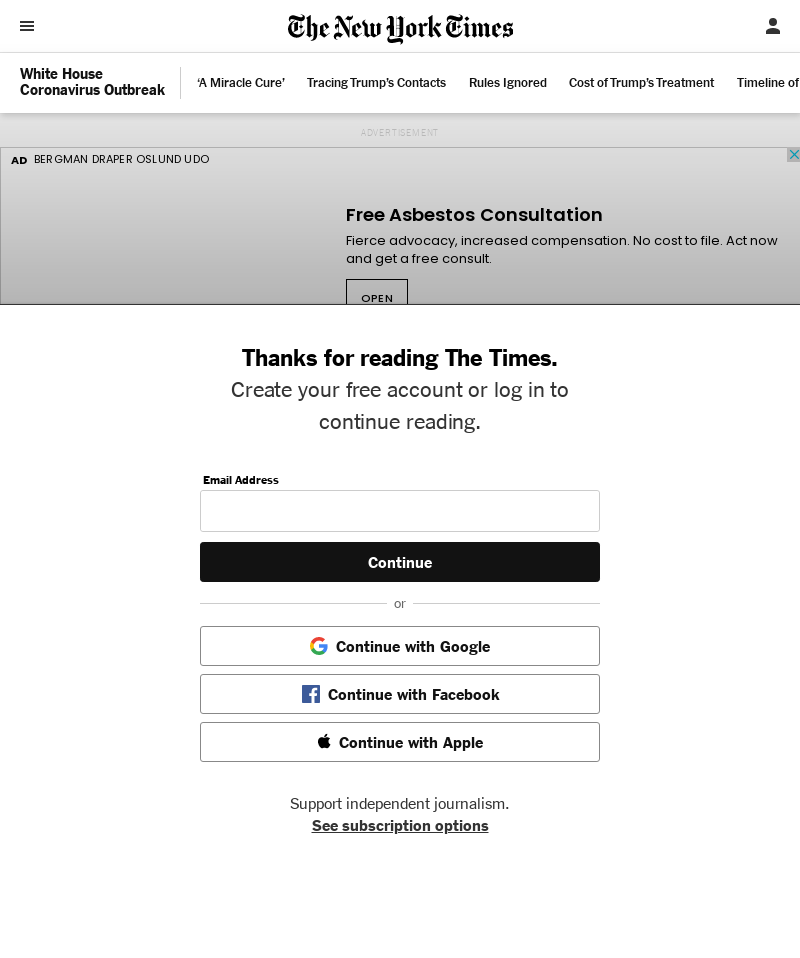 The New York Times
White House
Coronavirus Outbreak
‘A Miracle Cure’
Tracing Trump’s Contacts
Rules Ignored
Cost of Trump’s Treatment
Timeline of
ADVERTISEMENT
AD BERGMAN DRAPER OSLUND UDO
Free Asbestos Consultation
Fierce advocacy, increased compensation. No cost to file. Act now
and get a free consult.
OPEN
Thanks for reading The Times.
Create your free account or log in to
continue reading.
Email Address
Continue
or
Continue with Google
Continue with Facebook
Continue with Apple
Support independent journalism.
See subscription options